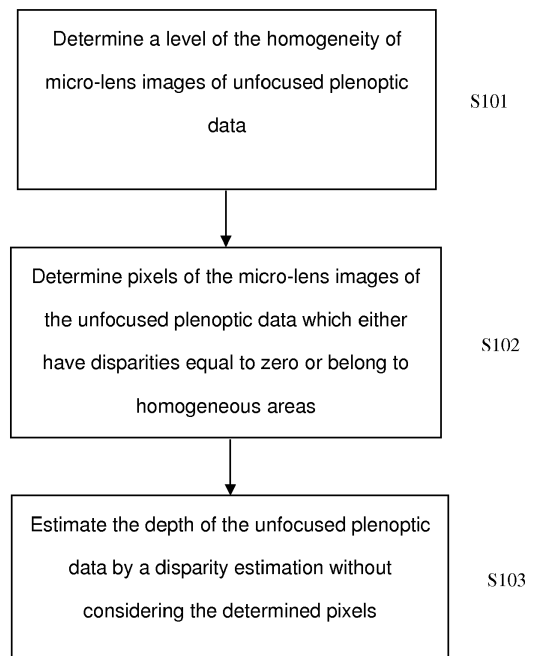 Determine a level of the homogeneity of
micro-lens images of unfocused plenoptic
data
S101
Determine pixels of the micro-lens images of
the unfocused plenoptic data which either
have disparities equal to zero or belong to
homogeneous areas
S102
Estimate the depth of the unfocused plenoptic
data by a disparity estimation without
considering the determined pixels
S103